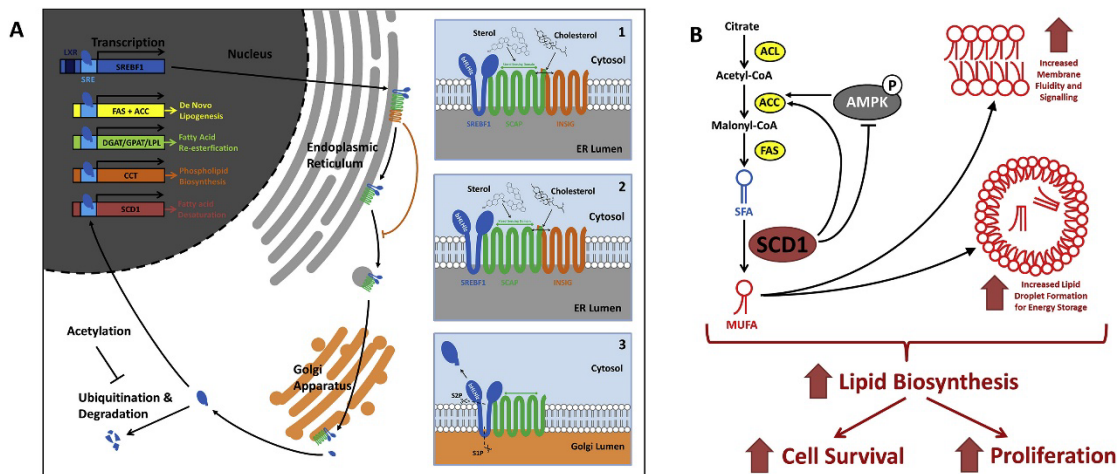 A
Transcription
Nucleus
LXR
SREBF1
SRE
FAS + ACC
De Novo
Lipogenesis
DGAT/GPAT/LPL
Fatty Acid
Re-esterfication
CCT
Phospholipid
Biosynthesis
SCD1
Fatty acid
Desaturation
Endoplasmic
Reticulum
Acetylation
Ubiquitination &
Degradation
Golgi
Apparatus
1
Sterol
Cholesterol
Cytosol
bHLHlz
SREBF1
SCAP
INSIG
ER Lumen
2
Sterol
Cholesterol
Cytosol
bHLHlz
SREBF1
SCAP
INSIG
ER Lumen
3
Cytosol
bHLHlz
S2P
S1P
Golgi Lumen
B
Citrate
ACL
Acetyl-CoA
ACC
AMPK
P
Malonyl-CoA
FAS
SFA
SCD1
MUFA
Increased
Membrane
Fluidity and
Signalling
Increased Lipid
Droplet Formation
for Energy Storage
Lipid Biosynthesis
Cell Survival
Proliferation